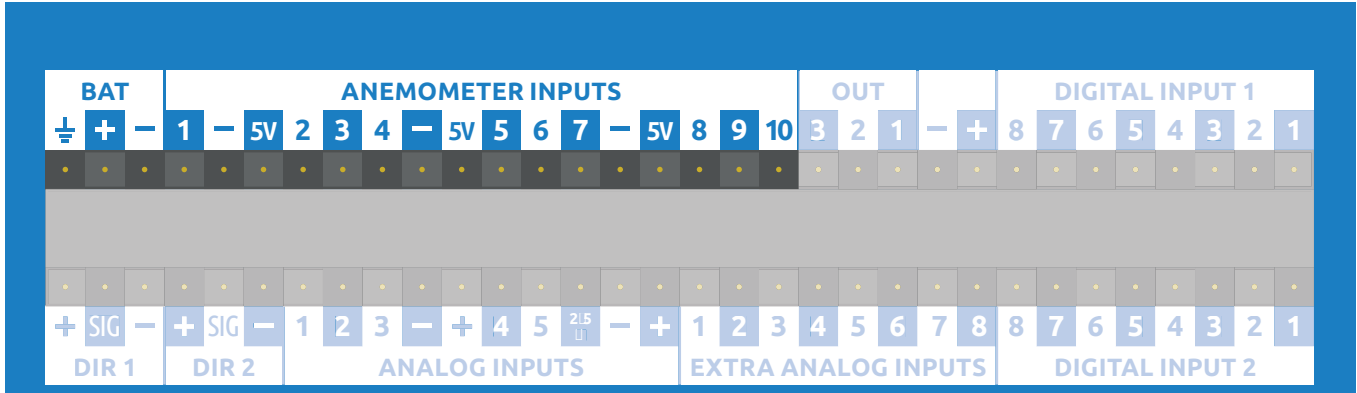 BAT ANEMOMETER INPUTS OUT DIGITAL INPUT 1
⏚ + − 1 − 5V 2 3 4 − 5V 5 6 7 − 5V 8 9 10 3 2 1 − + 8 7 6 5 4 3 2 1
+ SIG − + SIG − 1 2 3 − + 4 5 − + 1 2 3 4 5 6 7 8 8 7 6 5 4 3 2 1
DIR 1 DIR 2 ANALOG INPUTS EXTRA ANALOG INPUTS DIGITAL INPUT 2